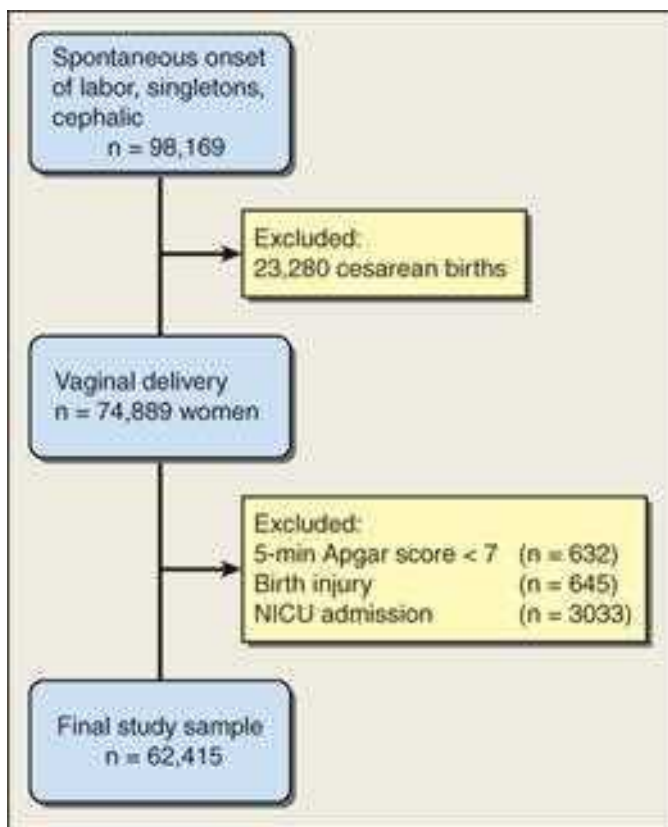 Spontaneous onset
of labor, singletons,
cephalic
n = 98,169
Excluded:
23,280 cesarean births
Vaginal delivery
n = 74,889 women
Excluded:
5-min Apgar score < 7 (n = 632)
Birth injury (n = 645)
NICU admission (n = 3033)
Final study sample
n = 62,415